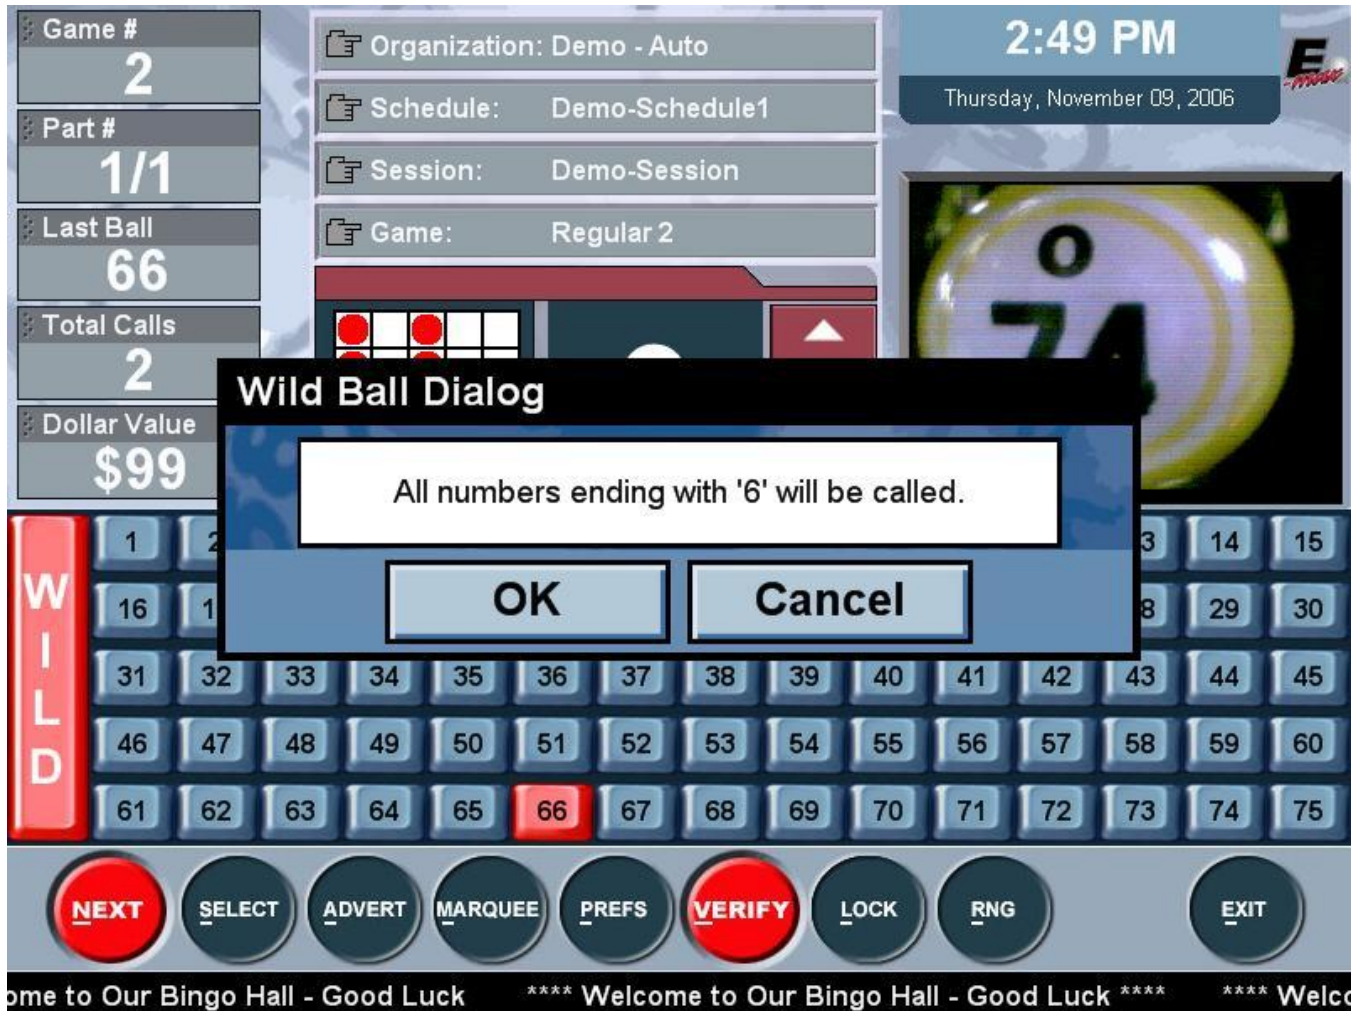 Game #
2
Part #
1/1
Last Ball
66
Total Calls
2
Dollar Value
$99
Organization: Demo - Auto
Schedule: Demo-Schedule1
Session: Demo-Session
Game: Regular 2
2:49 PM
Thursday, November 09, 2006
E
O
74
Wild Ball Dialog
All numbers ending with '6' will be called.
OK Cancel
WILD
1 14 15
16 29 30
31 32 33 34 35 36 37 38 39 40 41 42 43 44 45
46 47 48 49 50 51 52 53 54 55 56 57 58 59 60
61 62 63 64 65 66 67 68 69 70 71 72 73 74 75
NEXT SELECT ADVERT MARQUEE PREFS VERIFY LOCK RNG EXIT
ome to Our Bingo Hall - Good Luck **** Welcome to Our Bingo Hall - Good Luck **** **** Welc